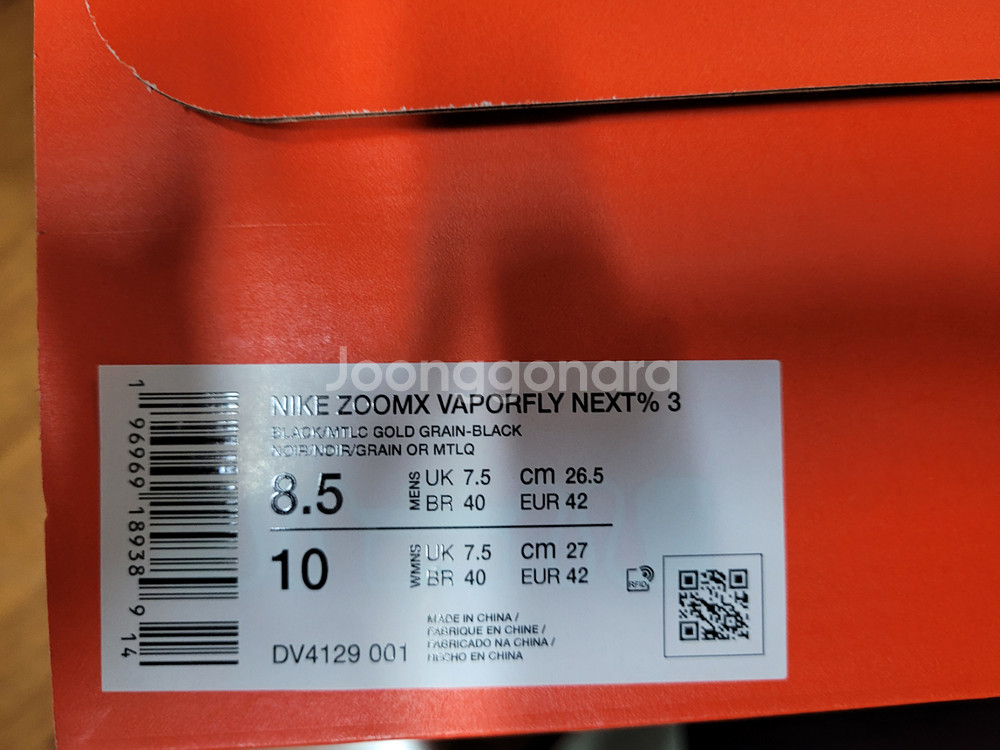 Joonggonara
NIKE ZOOMX VAPORFLY NEXT% 3
BLACK/MTLC GOLD GRAIN-BLACK
NOIR/NOIR/GRAIN OR MTLQ
8.5 MENS UK 7.5 CM 26.5
BR 40 EUR 42
10 WMNS UK 7.5 CM 27
BR 40 EUR 42
RFID
MADE IN CHINA /
FABRIQUE EN CHINE /
FABRICADO NA CHINA /
HECHO EN CHINA
DV4129 001
1 96969 18938 9 14